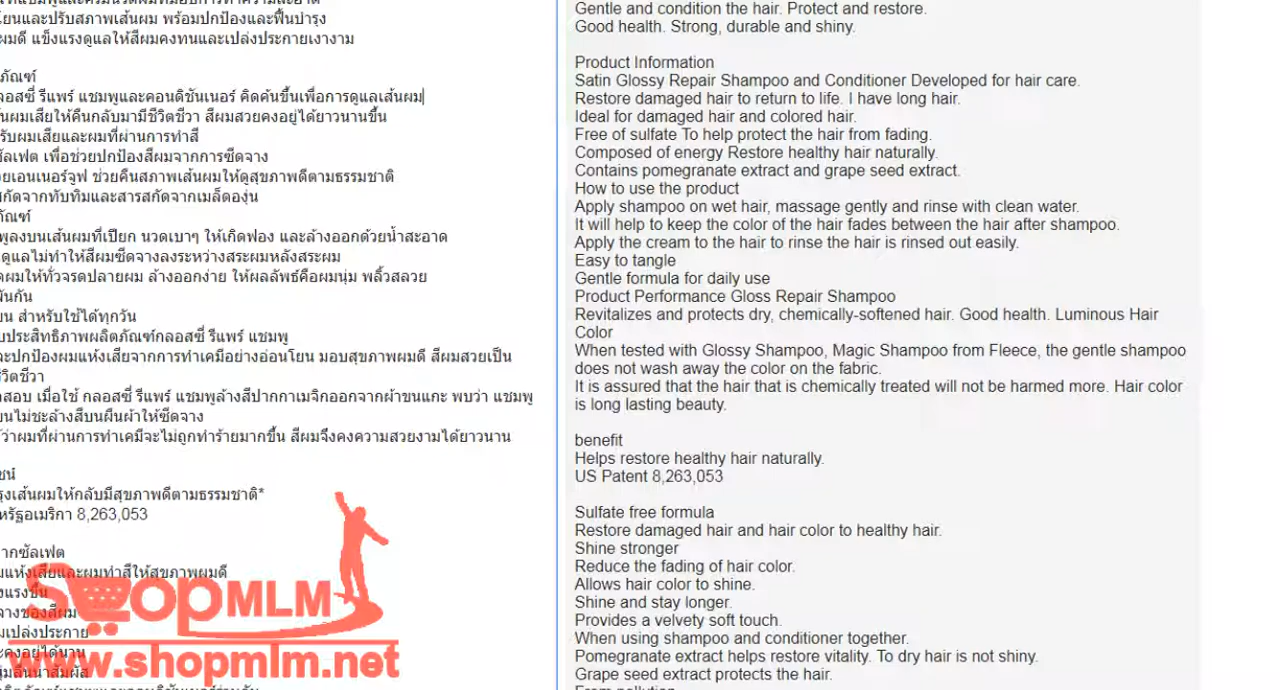 โยนและปรับสภาพเส้นผม พร้อมปกป้องและฟื้นบำรุง
ผมดี แข็งแรงดูแลให้สีผมคงทนและเปล่งประกายเงางาม
ภัณฑ์
ลอสซี่ รีแพร์ แชมพูและคอนดิชันเนอร์ คิดค้นขึ้นเพื่อการดูแลเส้นผม
นผมเสียให้คืนกลับมามีชีวิตชีวา สีผมสวยคงอยู่ได้ยาวนานขึ้น
รับผมเสียและผมที่ผ่านการทำสี
ซัลเฟต เพื่อช่วยปกป้องสีผมจากการซีดจาง
ยเอนเนอร์จูฟ ช่วยคืนสภาพเส้นผมให้ดูสุขภาพดีตามธรรมชาติ
สกัดจากทับทิมและสารสกัดจากเมล็ดองุ่น
ภัณฑ์
พูลงบนเส้นผมที่เปียก นวดเบาๆ ให้เกิดฟอง และล้างออกด้วยน้ำสะอาด
ดูแลไม่ทำให้สีผมซีดจางลงระหว่างสระผมหลังสระผม
ผมให้ทั่วจรดปลายผม ล้างออกง่าย ให้ผลลัพธ์คือผมนุ่ม พลิ้วสลวย
พันกัน
ยน สำหรับใช้ได้ทุกวัน
บประสิทธิภาพผลิตภัณฑ์กลอสซี่ รีแพร์ แชมพู
ะปกป้องผมแห้งเสียจากการทำเคมีอย่างอ่อนโยน มอบสุขภาพผมดี สีผมสวยเป็น
ชีวิตชีวา
สอบ เมื่อใช้ กลอสซี่ รีแพร์ แชมพูล้างสีปากกาเมจิกออกจากผ้าขนแกะ พบว่า แชมพู
ยนไม่ชะล้างสีบนผืนผ้าให้ซีดจาง
ว่าผมที่ผ่านการทำเคมีจะไม่ถูกทำร้ายมากขึ้น สีผมจึงคงความสวยงามได้ยาวนาน
ชน์
รุงเส้นผมให้กลับมีสุขภาพดีตามธรรมชาติ*
หรัฐอเมริกา 8,263,053
ากซัลเฟต
มแห้งเสียและผมทำสีให้สุขภาพผมดี
งแรงขึ้น
จางของสีผม
มเปล่งประกาย
ะคงอยู่ได้นาน
SHOPMLM
www.shopmlm.net
Gentle and condition the hair. Protect and restore.
Good health. Strong, durable and shiny.
Product Information
Satin Glossy Repair Shampoo and Conditioner Developed for hair care.
Restore damaged hair to return to life. I have long hair.
Ideal for damaged hair and colored hair.
Free of sulfate To help protect the hair from fading.
Composed of energy Restore healthy hair naturally.
Contains pomegranate extract and grape seed extract.
How to use the product
Apply shampoo on wet hair, massage gently and rinse with clean water.
It will help to keep the color of the hair fades between the hair after shampoo.
Apply the cream to the hair to rinse the hair is rinsed out easily.
Easy to tangle
Gentle formula for daily use
Product Performance Gloss Repair Shampoo
Revitalizes and protects dry, chemically-softened hair. Good health. Luminous Hair
Color
When tested with Glossy Shampoo, Magic Shampoo from Fleece, the gentle shampoo
does not wash away the color on the fabric.
It is assured that the hair that is chemically treated will not be harmed more. Hair color
is long lasting beauty.
benefit
Helps restore healthy hair naturally.
US Patent 8,263,053
Sulfate free formula
Restore damaged hair and hair color to healthy hair.
Shine stronger
Reduce the fading of hair color.
Allows hair color to shine.
Shine and stay longer.
Provides a velvety soft touch.
When using shampoo and conditioner together.
Pomegranate extract helps restore vitality. To dry hair is not shiny.
Grape seed extract protects the hair.